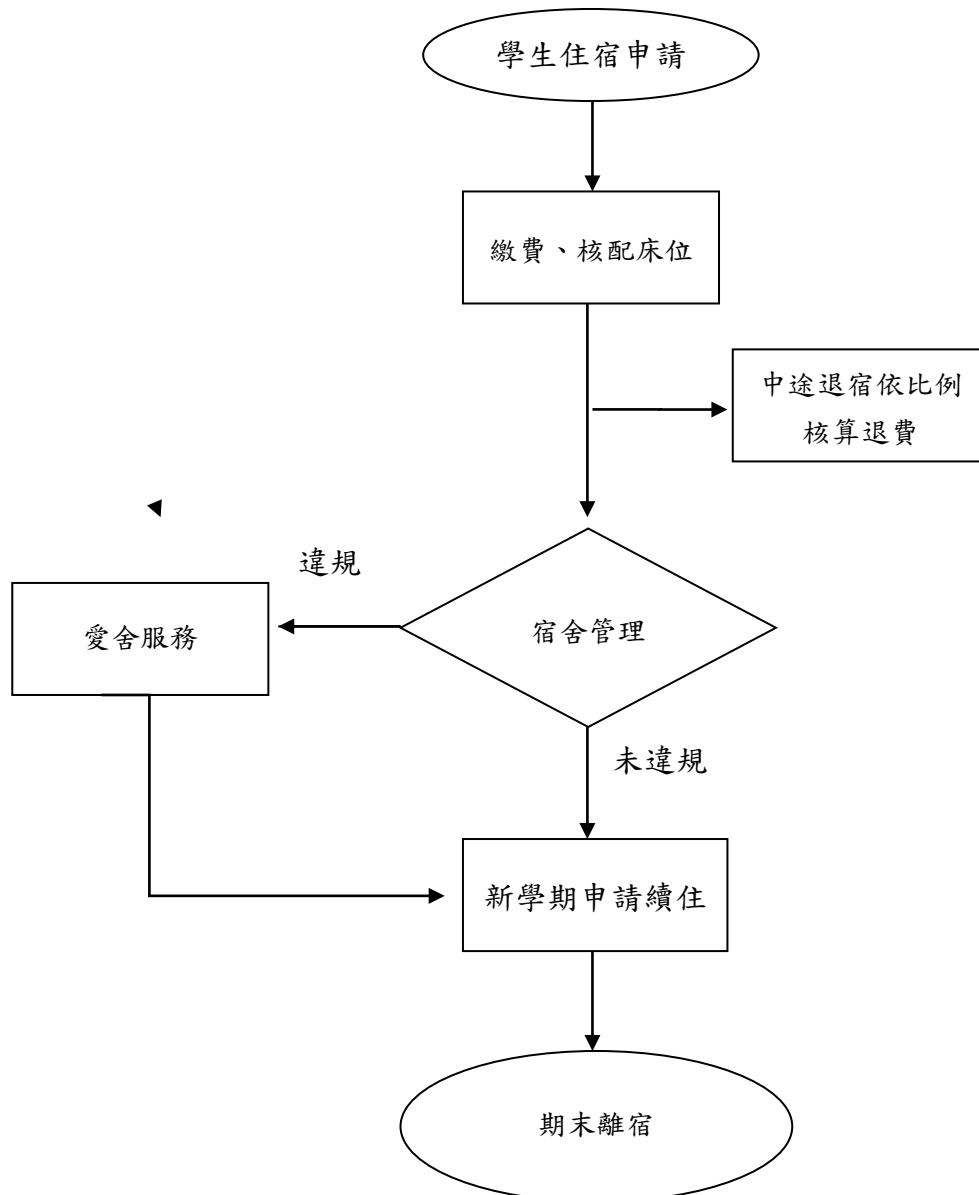 學生住宿申請
繳費、核配床位
中途退宿依比例
核算退費
違規
愛舍服務
宿舍管理
未違規
新學期申請續住
期末離宿